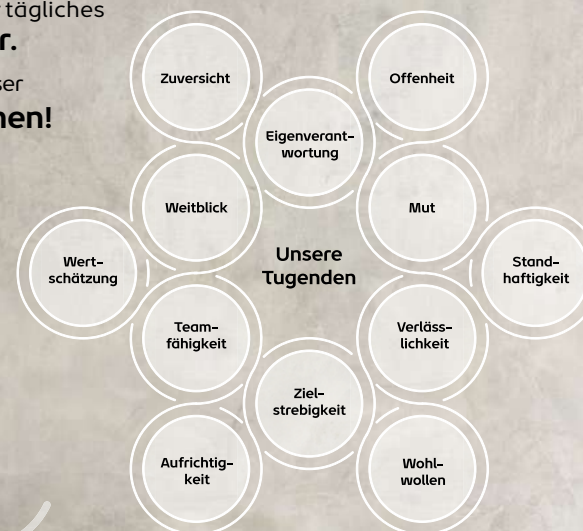 tägliches
r.
ser
nen!
Zuversicht
Offenheit
Eigenverant-
wortung
Weitblick
Mut
Wert-
schätzung
Unsere
Tugenden
Stand-
haftigkeit
Team-
fähigkeit
Verläss-
lichkeit
Ziel-
strebigkeit
Aufrichtig-
keit
Wohl-
wollen